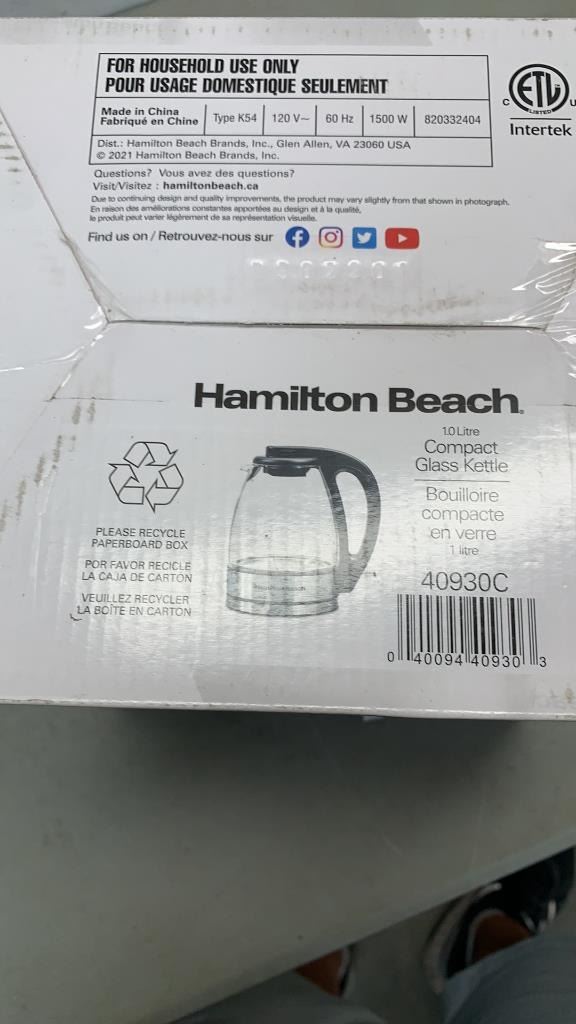 FOR HOUSEHOLD USE ONLY
POUR USAGE DOMESTIQUE SEULEMENT
Made in China
Fabriqué en Chine
Type K54
120 V~
60 Hz
1500 W
820332404
Dist.: Hamilton Beach Brands, Inc., Glen Allen, VA 23060 USA
© 2021 Hamilton Beach Brands, Inc.
C ETL US
LISTED
Intertek
Questions? Vous avez des questions?
Visit/Visitez : hamiltonbeach.ca
Due to continuing design and quality improvements, the product may vary slightly from that shown in photograph.
En raison des améliorations constantes apportées au design et à la qualité,
le produit peut varier légèrement de sa représentation visuelle.
Find us on / Retrouvez-nous sur
Hamilton Beach®
1.0 Litre
Compact
Glass Kettle
Bouilloire
compacte
en verre
1 litre
40930C
0 40094 40930 3
PLEASE RECYCLE
PAPERBOARD BOX
POR FAVOR RECICLE
LA CAJA DE CARTÓN
VEUILLEZ RECYCLER
LA BOÎTE EN CARTON